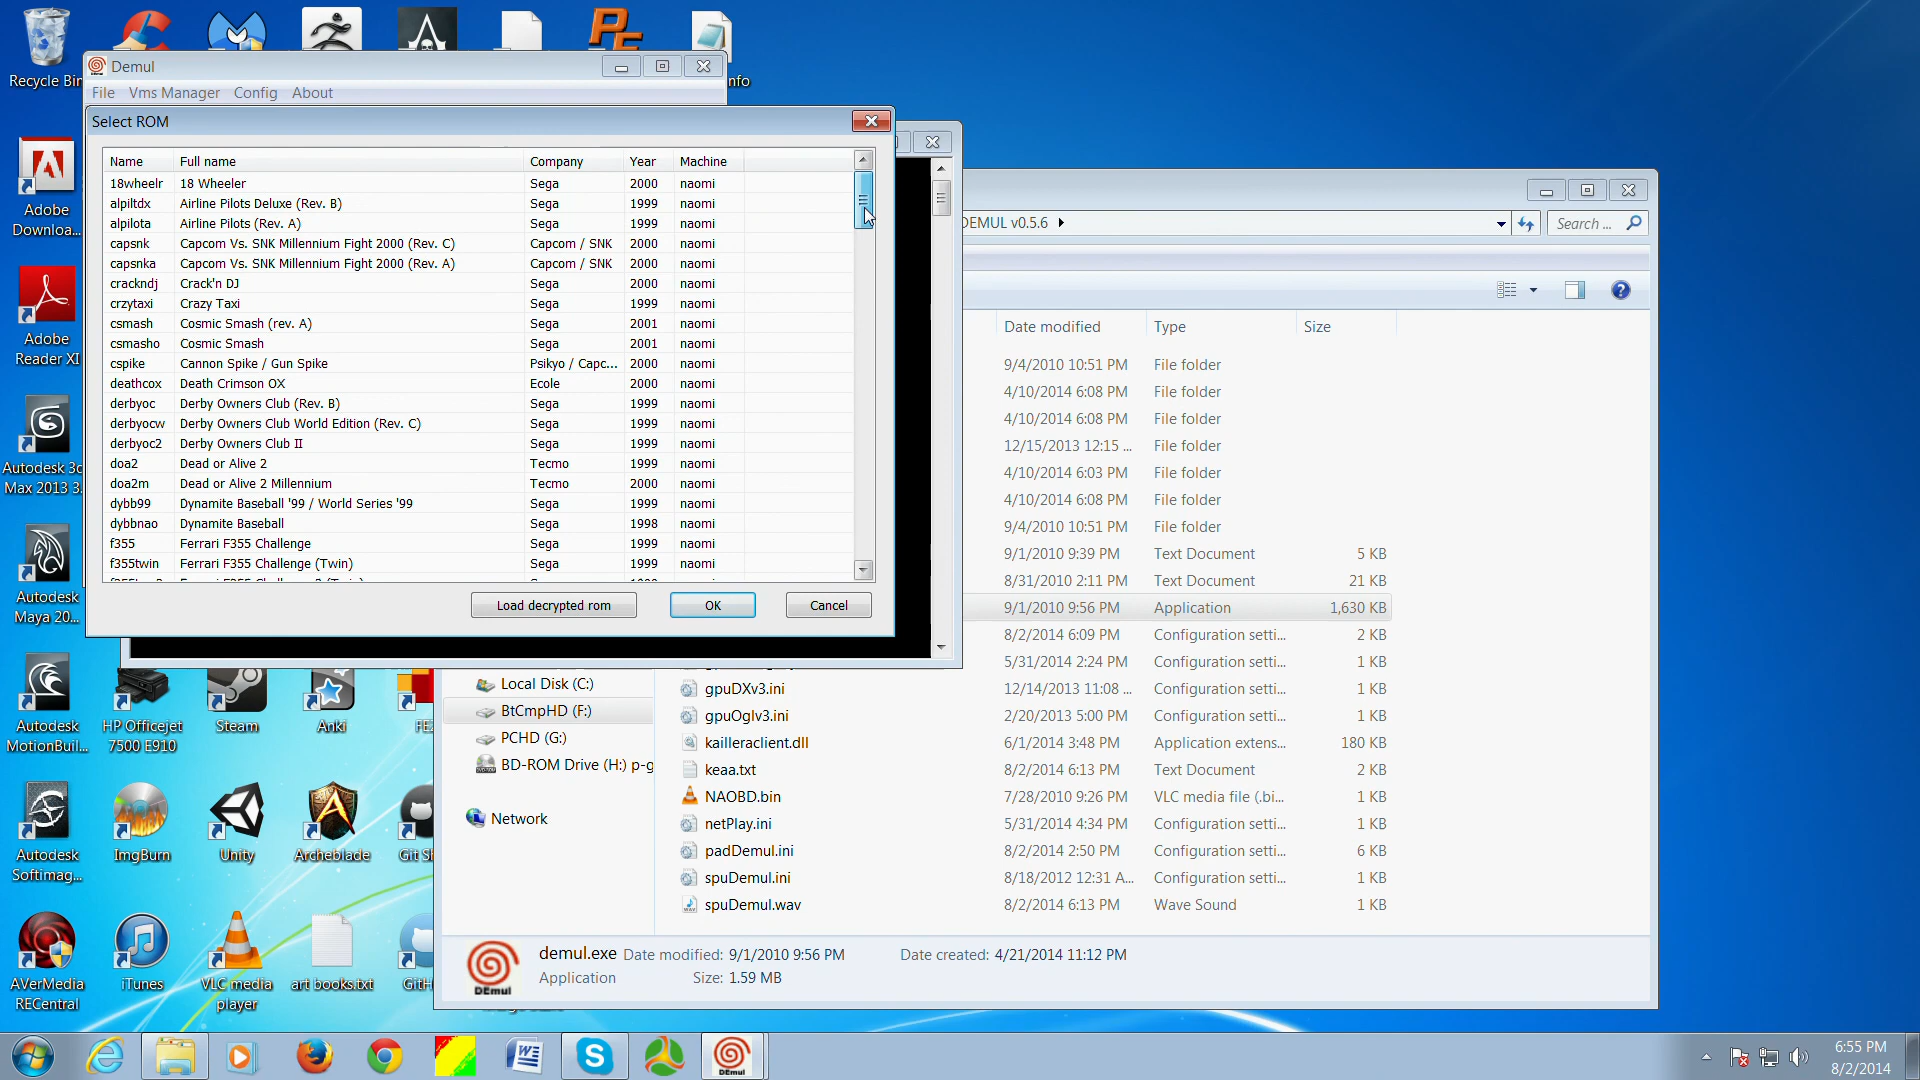 Recycle Bin
nfo
Demul
File Vms Manager Config About
Select ROM
Name Full name Company Year Machine
18wheelr 18 Wheeler Sega 2000 naomi
alpiltdx Airline Pilots Deluxe (Rev. B) Sega 1999 naomi
alpilota Airline Pilots (Rev. A) Sega 1999 naomi
capsnk Capcom Vs. SNK Millennium Fight 2000 (Rev. C) Capcom / SNK 2000 naomi
capsnka Capcom Vs. SNK Millennium Fight 2000 (Rev. A) Capcom / SNK 2000 naomi
crackndj Crack'n DJ Sega 2000 naomi
crzytaxi Crazy Taxi Sega 1999 naomi
csmash Cosmic Smash (rev. A) Sega 2001 naomi
csmasho Cosmic Smash Sega 2001 naomi
cspike Cannon Spike / Gun Spike Psikyo / Capc... 2000 naomi
deathcox Death Crimson OX Ecole 2000 naomi
derbyoc Derby Owners Club (Rev. B) Sega 1999 naomi
derbyocw Derby Owners Club World Edition (Rev. C) Sega 1999 naomi
derbyoc2 Derby Owners Club II Sega 1999 naomi
doa2 Dead or Alive 2 Tecmo 1999 naomi
doa2m Dead or Alive 2 Millennium Tecmo 2000 naomi
dybb99 Dynamite Baseball '99 / World Series '99 Sega 1999 naomi
dybbnao Dynamite Baseball Sega 1998 naomi
f355 Ferrari F355 Challenge Sega 1999 naomi
f355twin Ferrari F355 Challenge (Twin) Sega 1999 naomi
Load decrypted rom OK Cancel
DEMUL v0.5.6
Search ...
Date modified Type Size
9/4/2010 10:51 PM File folder
4/10/2014 6:08 PM File folder
4/10/2014 6:08 PM File folder
12/15/2013 12:15 ... File folder
4/10/2014 6:03 PM File folder
4/10/2014 6:08 PM File folder
9/4/2010 10:51 PM File folder
9/1/2010 9:39 PM Text Document 5 KB
8/31/2010 2:11 PM Text Document 21 KB
9/1/2010 9:56 PM Application 1,630 KB
8/2/2014 6:09 PM Configuration setti... 2 KB
5/31/2014 2:24 PM Configuration setti... 1 KB
gpuDXv3.ini 12/14/2013 11:08 ... Configuration setti... 1 KB
gpuOglv3.ini 2/20/2013 5:00 PM Configuration setti... 1 KB
kailleraclient.dll 6/1/2014 3:48 PM Application extens... 180 KB
keaa.txt 8/2/2014 6:13 PM Text Document 2 KB
NAOBD.bin 7/28/2010 9:26 PM VLC media file (.bi... 1 KB
netPlay.ini 5/31/2014 4:34 PM Configuration setti... 1 KB
padDemul.ini 8/2/2014 2:50 PM Configuration setti... 6 KB
spuDemul.ini 8/18/2012 12:31 A... Configuration setti... 1 KB
spuDemul.wav 8/2/2014 6:13 PM Wave Sound 1 KB
Local Disk (C:)
BtCmpHD (F:)
PCHD (G:)
BD-ROM Drive (H:) p-g
Network
DEmul
demul.exe Date modified: 9/1/2010 9:56 PM Date created: 4/21/2014 11:12 PM
Application Size: 1.59 MB
Adobe
Downloa...
Adobe
Reader XI
Autodesk 3d
Max 2013 3.
Autodesk
Maya 20...
Autodesk
MotionBuil...
HP Officejet
7500 E910
Steam
Anki
FEZ
Autodesk
Softimag...
ImgBurn
Unity
Archeblade
Git S
AVerMedia
RECentral
iTunes
VLC media
player
art books.txt
GitH
DEmul
6:55 PM
8/2/2014